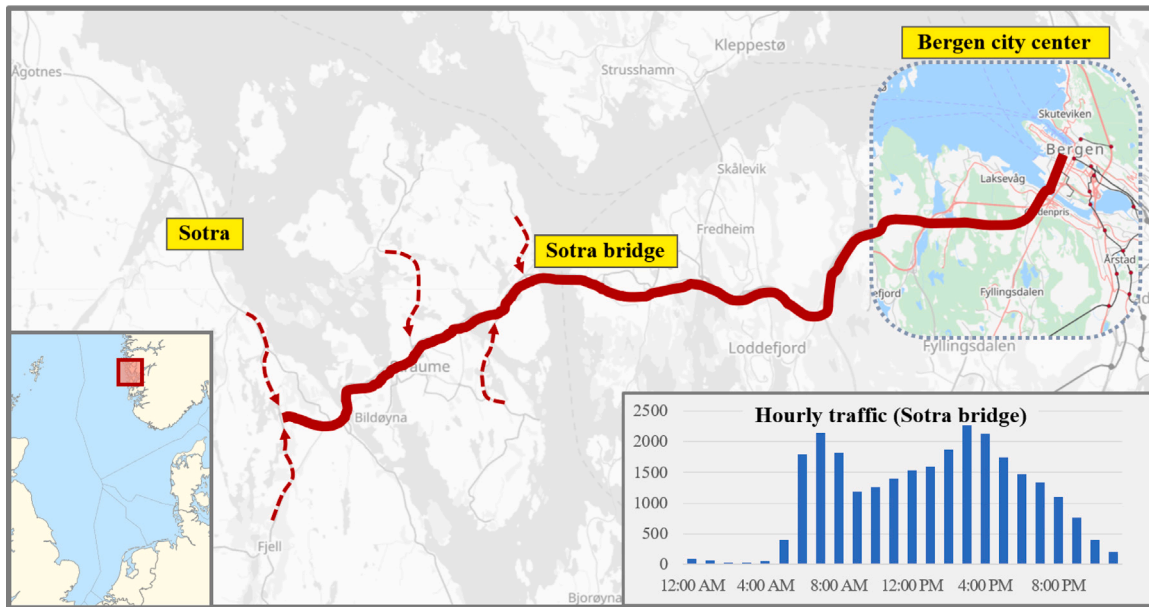 Bergen city center
Kleppestø
Ågotnes
Strusshamn
Skuteviken
Bergen
Skålevik
Laksevåg
Sotra
Fredheim
Sotra bridge
Årstad
Fyllingsdalen
Loddefjord
Fyllingsdalen
Bildøyna
Fjell
Bjorøyna
Hourly traffic (Sotra bridge)
2500
2000
1500
1000
500
0
12:00 AM 4:00 AM 8:00 AM 12:00 PM 4:00 PM 8:00 PM